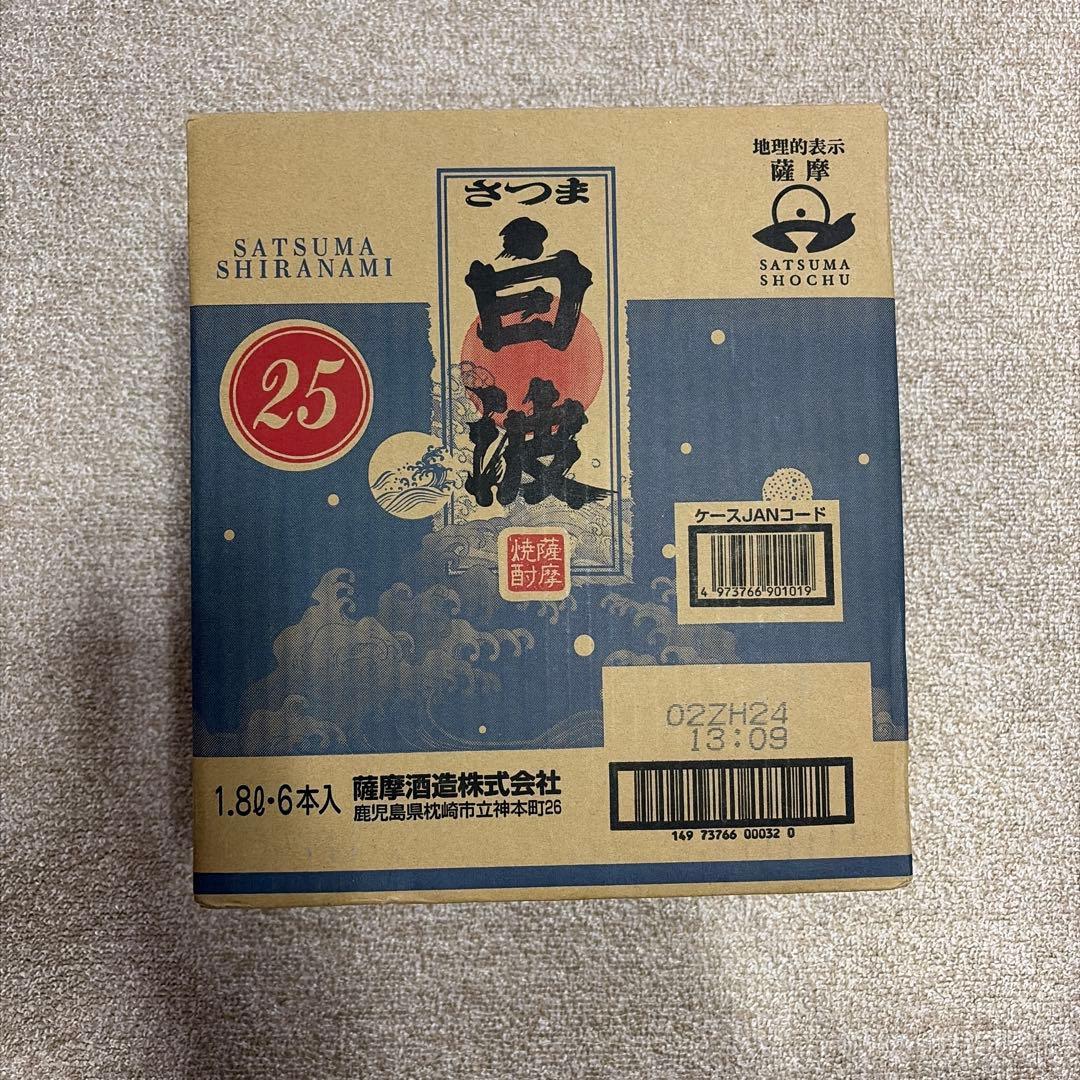 地理的表示
薩摩
SATSUMA
SHOCHU
SATSUMA
SHIRANAMI
さつま
白波
薩摩
焼酎
25
ケースJANコード
4 973766 901019
02ZH24
13:09
1.8ℓ・6本入
薩摩酒造株式会社
鹿児島県枕崎市立神本町26
149 73766 00032 0